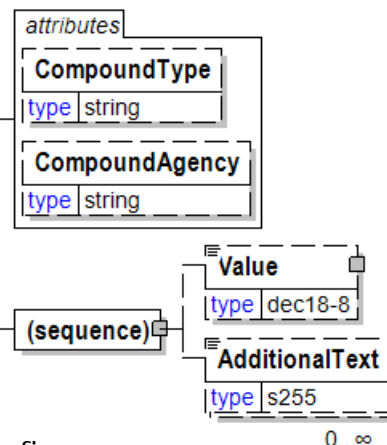 attributes
CompoundType
type string
CompoundAgency
type string
Value
type dec18-8
(sequence)
AdditionalText
type s255
0 ∞